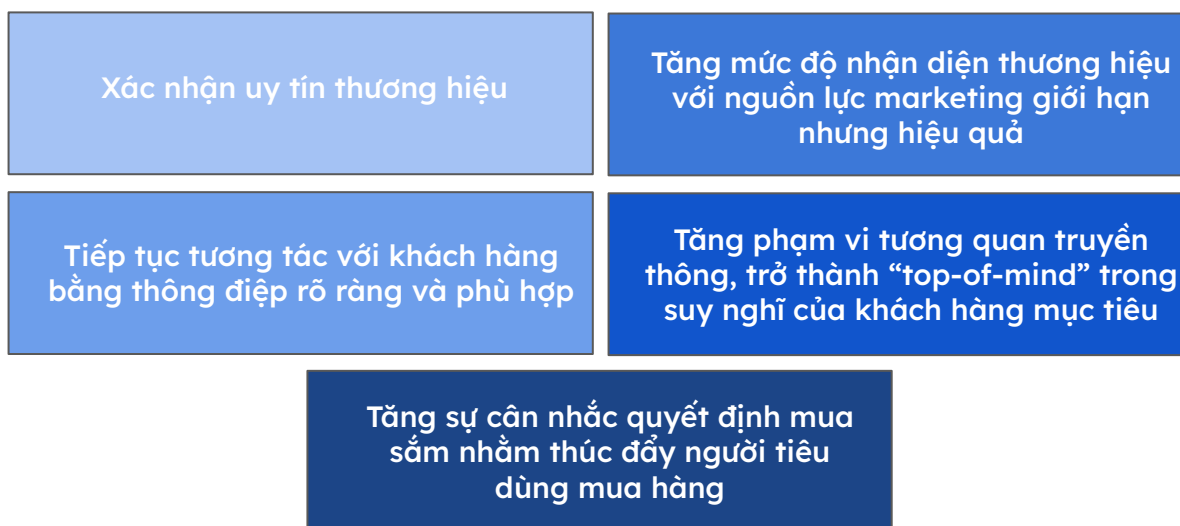 Xác nhận uy tín thương hiệu
Tăng mức độ nhận diện thương hiệu
với nguồn lực marketing giới hạn
nhưng hiệu quả
Tiếp tục tương tác với khách hàng
bằng thông điệp rõ ràng và phù hợp
Tăng phạm vi tương quan truyền
thông, trở thành “top-of-mind” trong
suy nghĩ của khách hàng mục tiêu
Tăng sự cân nhắc quyết định mua
sắm nhằm thúc đẩy người tiêu
dùng mua hàng